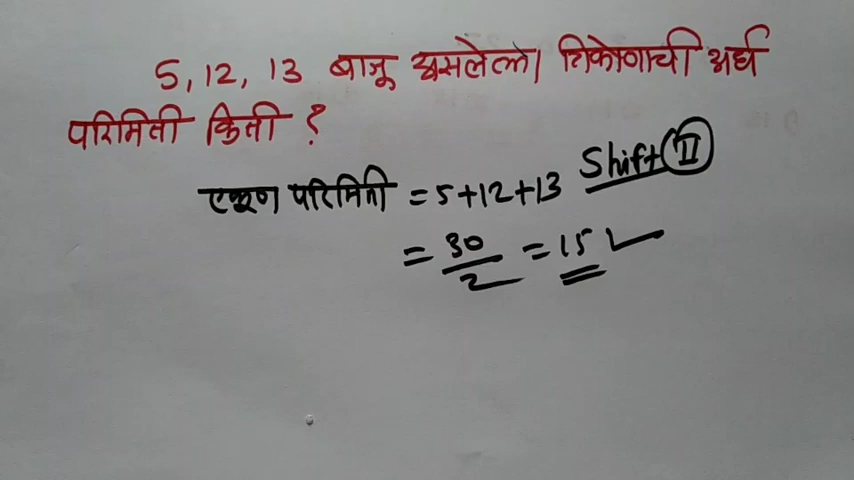 5, 12, 13 बाजू असलेल्या त्रिकोणाची अर्ध
परिमिती किती ?
Shift II
एकूण परिमिती = 5+12+13
= 30/2 = 15 ✓